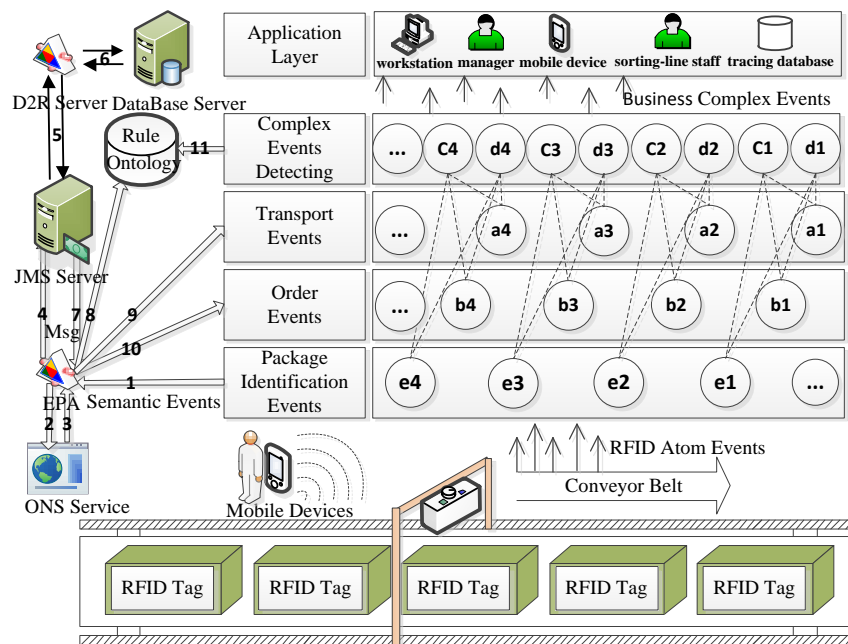 Application
Layer
workstation manager mobile device sorting-line staff tracing database
6
D2R Server DataBase Server
Business Complex Events
5
Rule
Ontology
11
Complex
Events
Detecting
... C4 d4 C3 d3 C2 d2 C1 d1
Transport
Events
... a4 a3 a2 a1
JMS Server
4 7 8 9
Msg
10
Order
Events
... b4 b3 b2 b1
1
Package
Identification
Events
e4 e3 e2 e1 ...
EPA Semantic Events
2 3
ONS Service
Mobile Devices
RFID Atom Events
Conveyor Belt
RFID Tag RFID Tag RFID Tag RFID Tag RFID Tag